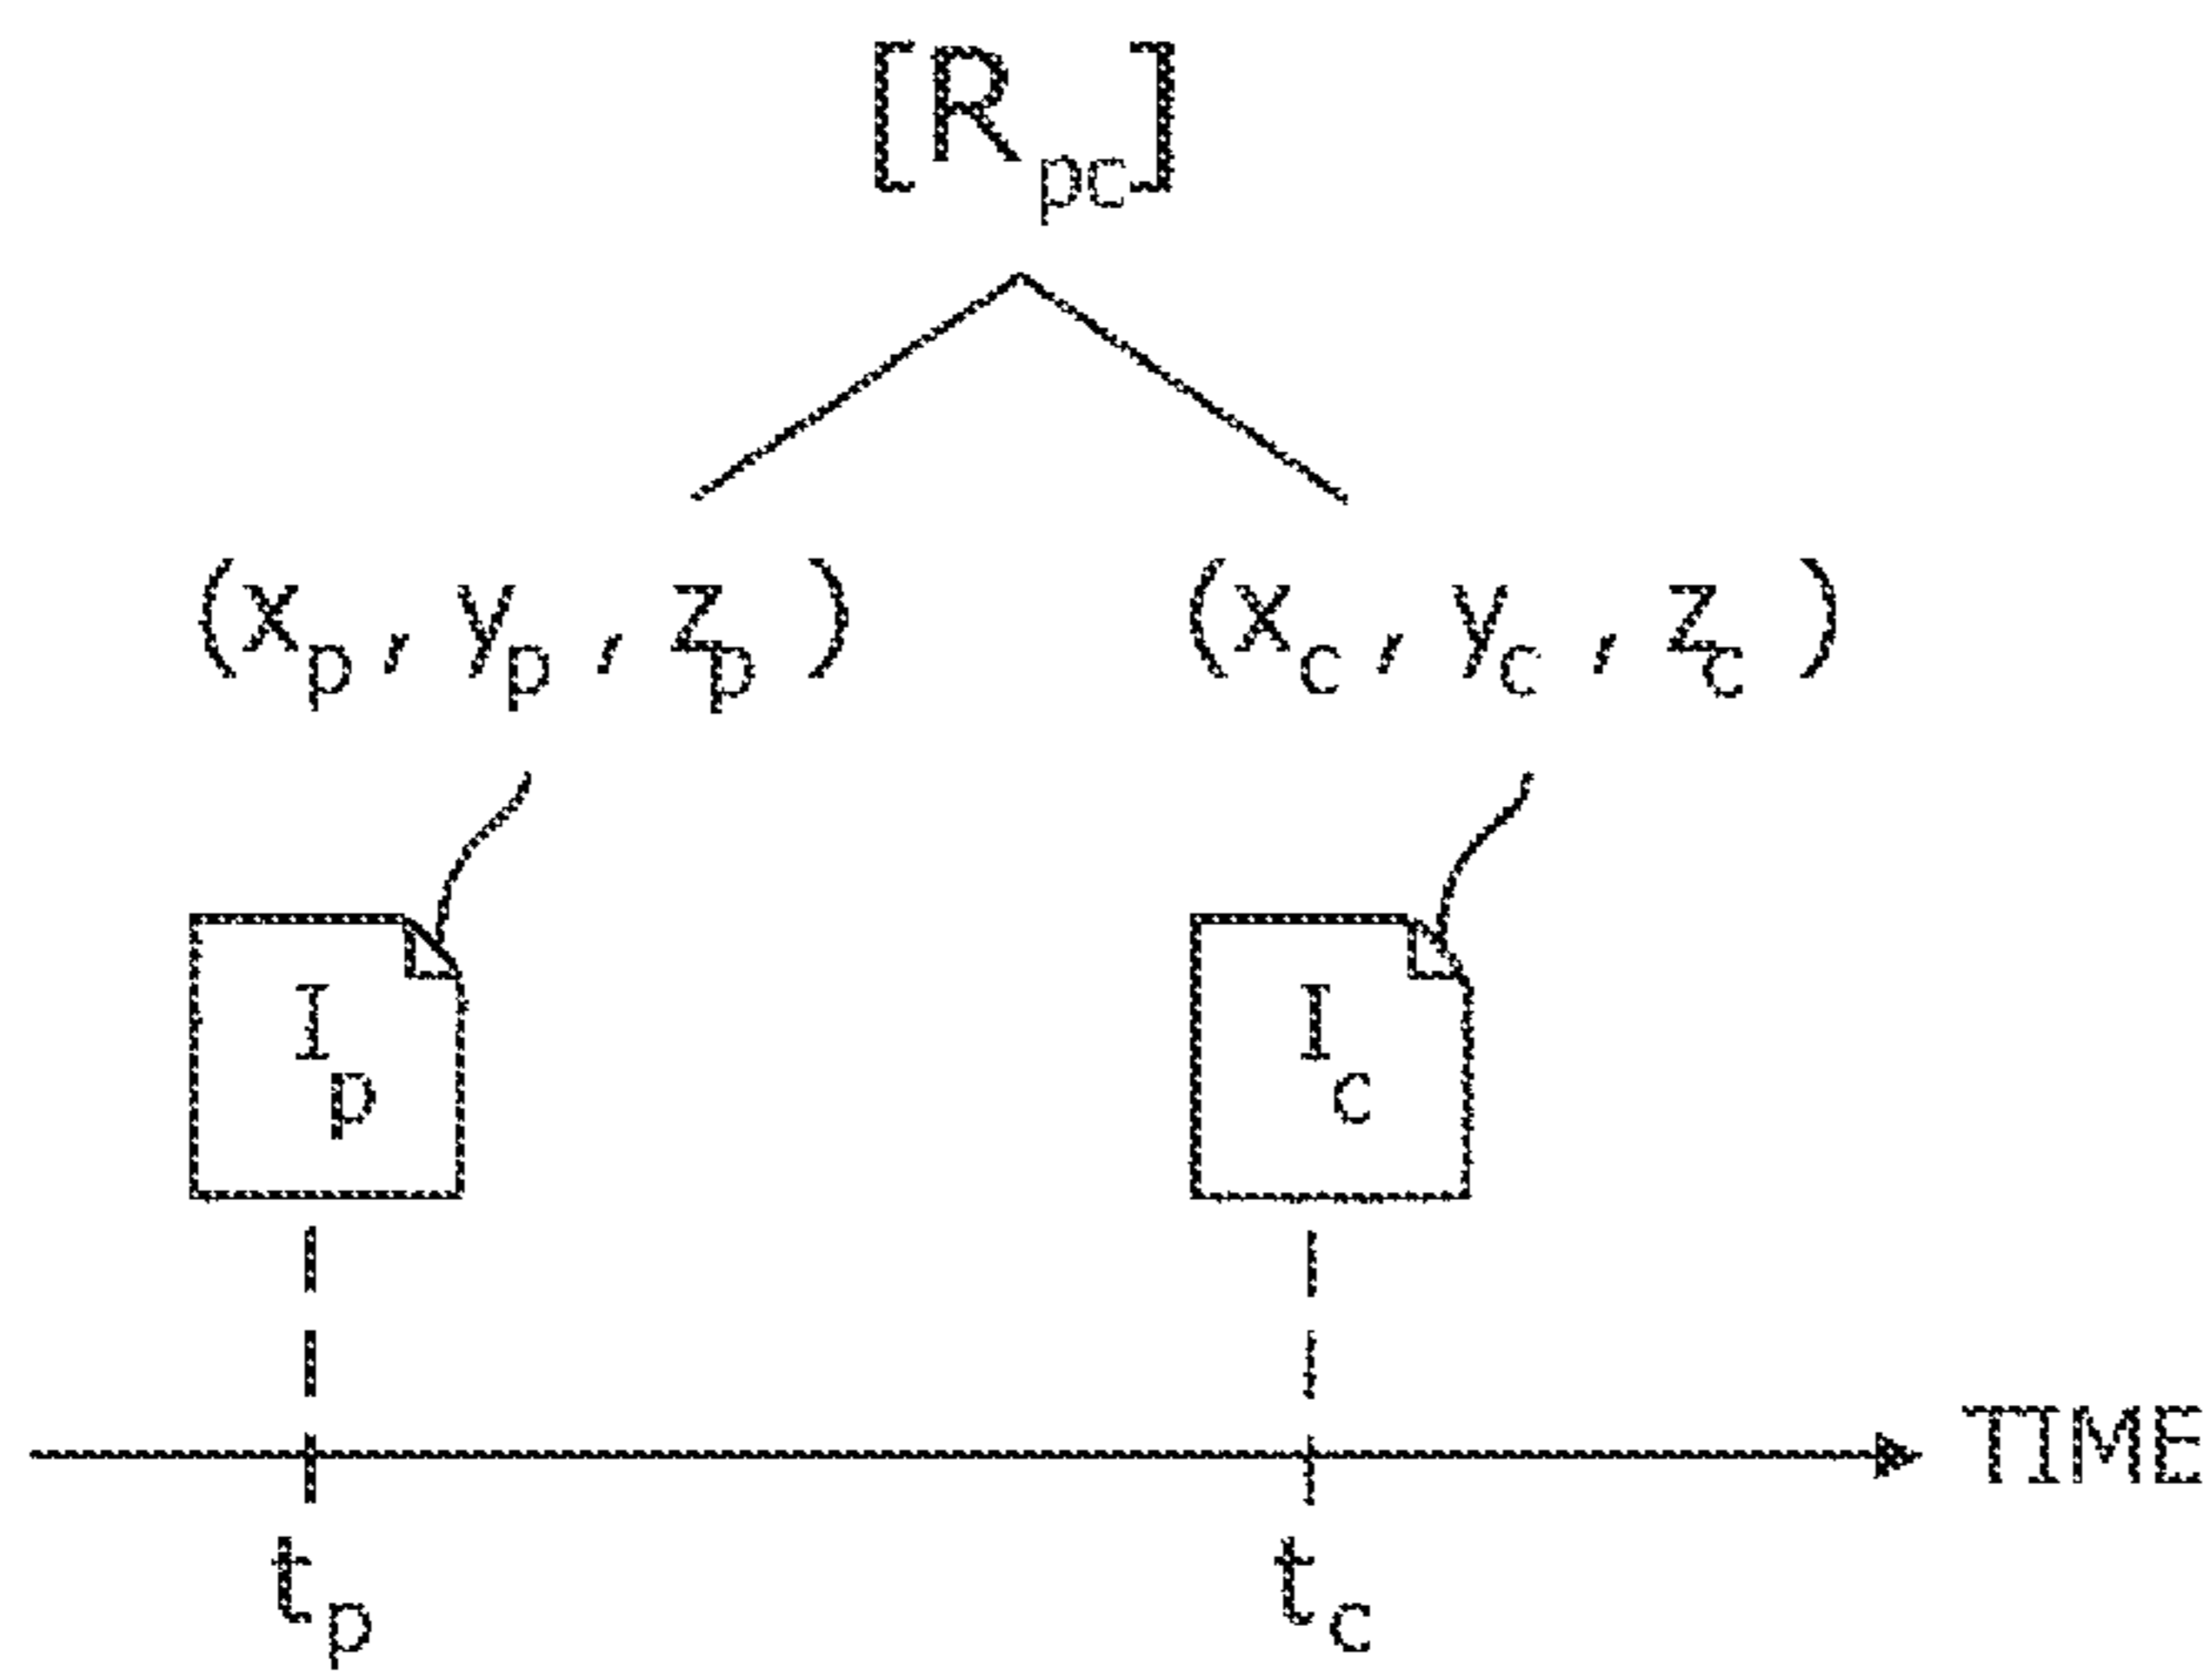 [Rpc]
(xp, yp, zp) (xc, yc, zc)
Ip Ic
TIME
tp tc